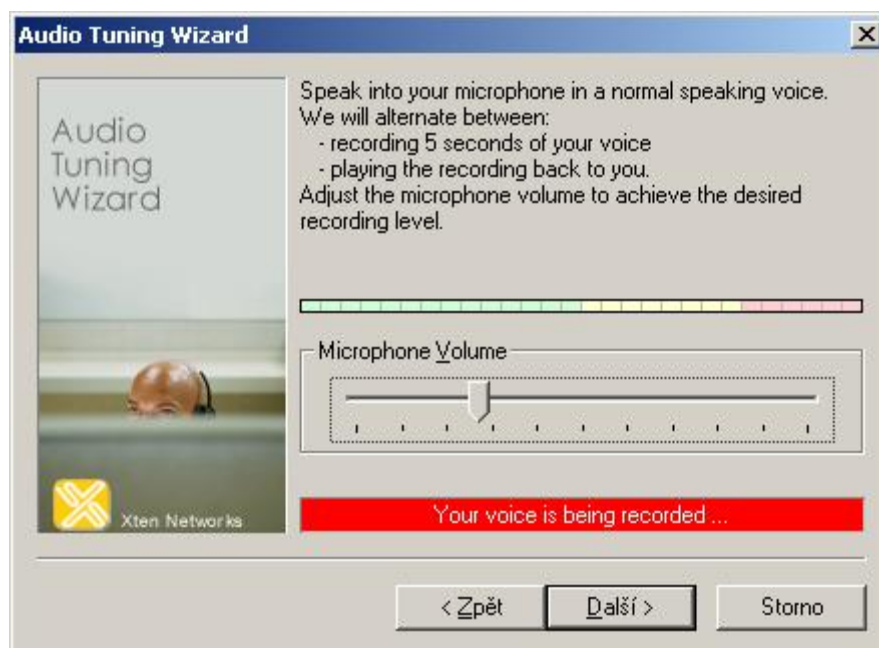 Audio Tuning Wizard
Audio
Tuning
Wizard
Xten Networks
Speak into your microphone in a normal speaking voice.
We will alternate between:
- recording 5 seconds of your voice
- playing the recording back to you.
Adjust the microphone volume to achieve the desired
recording level.
Microphone Volume
Your voice is being recorded ...
< Zpět
Další >
Storno